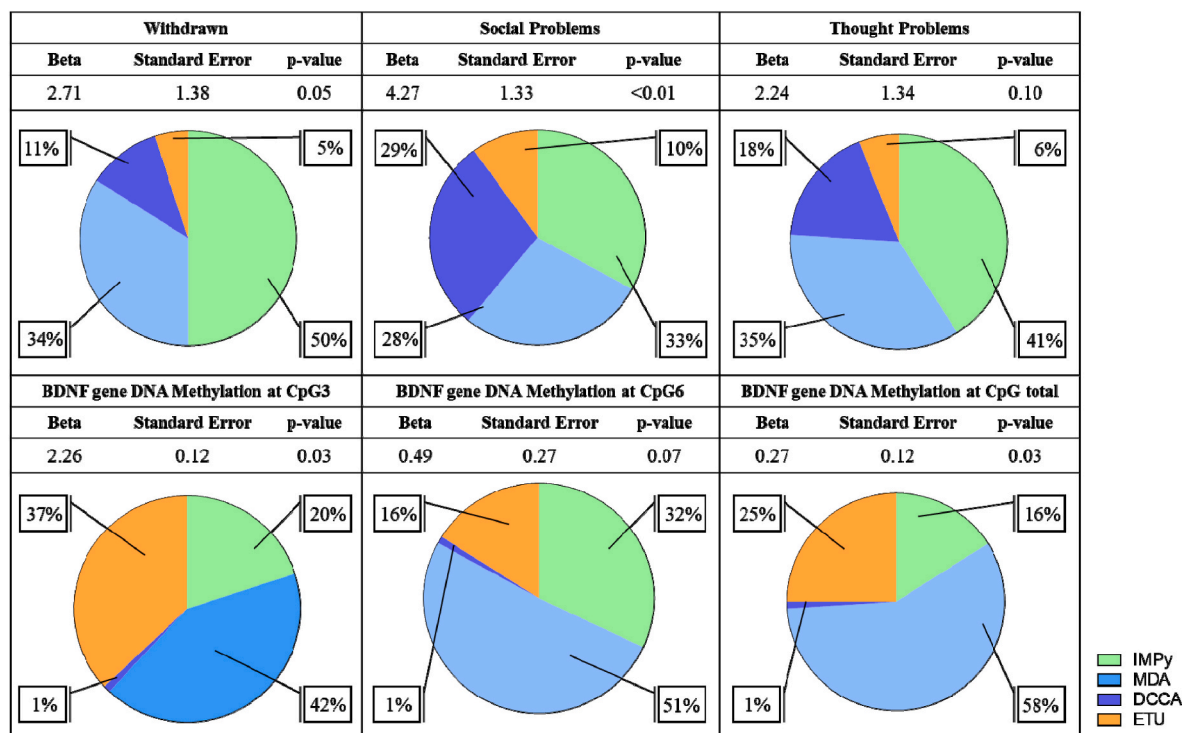 Withdrawn Social Problems Thought Problems
Beta Standard Error p-value Beta Standard Error p-value Beta Standard Error p-value
2.71 1.38 0.05 4.27 1.33 <0.01 2.24 1.34 0.10
11% 5% 29% 10% 18% 6%
34% 50% 28% 33% 35% 41%
BDNF gene DNA Methylation at CpG3 BDNF gene DNA Methylation at CpG6 BDNF gene DNA Methylation at CpG total
Beta Standard Error p-value Beta Standard Error p-value Beta Standard Error p-value
2.26 0.12 0.03 0.49 0.27 0.07 0.27 0.12 0.03
37% 20% 16% 32% 25% 16%
1% 42% 1% 51% 1% 58%
IMPy
MDA
DCCA
ETU